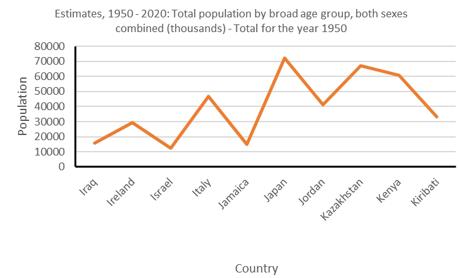 Estimates, 1950 - 2020: Total population by broad age group, both sexes
combined (thousands) - Total for the year 1950
80000
70000
60000
50000
40000
30000
20000
10000
0
Population
Iraq
Ireland
Israel
Italy
Jamaica
Japan
Jordan
Kazakhstan
Kenya
Kiribati
Country